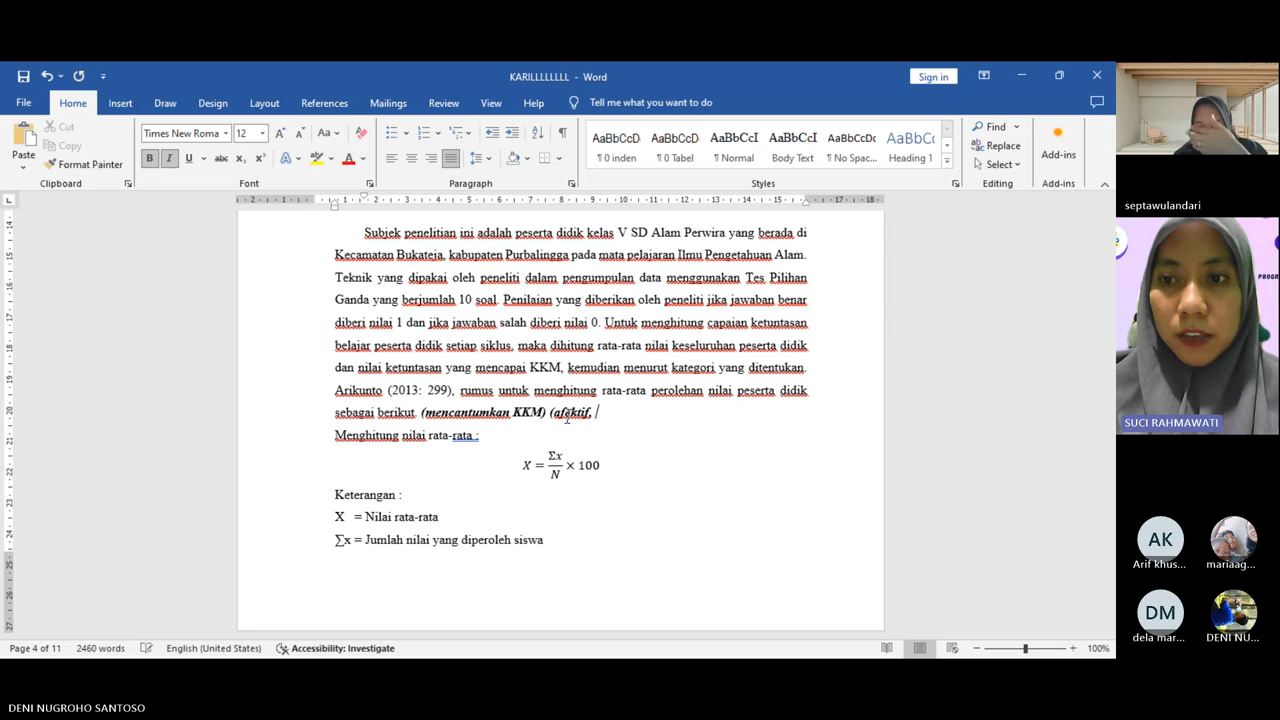 KARILLLLLLLL - Word
Sign in
File Home Insert Draw Design Layout References Mailings Review View Help Tell me what you want to do
Paste
Cut
Copy
Format Painter
Clipboard
Times New Roma 12
Font
Paragraph
AaBbCcD AaBbCcD AaBbCcI AaBbCcI AaBbCcDc AaBbCc
¶ 0 inden ¶ 0 Tabel ¶ Normal Body Text ¶ No Spac... Heading 1
Styles
Find
Replace
Select
Editing
Add-ins
Add-ins
Subjek penelitian ini adalah peserta didik kelas V SD Alam Perwira yang berada di
Kecamatan Bukateja, kabupaten Purbalingga pada mata pelajaran Ilmu Pengetahuan Alam.
Teknik yang dipakai oleh peneliti dalam pengumpulan data menggunakan Tes Pilihan
Ganda yang berjumlah 10 soal. Penilaian yang diberikan oleh peneliti jika jawaban benar
diberi nilai 1 dan jika jawaban salah diberi nilai 0. Untuk menghitung capaian ketuntasan
belajar peserta didik setiap siklus, maka dihitung rata-rata nilai keseluruhan peserta didik
dan nilai ketuntasan yang mencapai KKM, kemudian menurut kategori yang ditentukan.
Arikunto (2013: 299), rumus untuk menghitung rata-rata perolehan nilai peserta didik
sebagai berikut. (mencantumkan KKM) (afektif,
Menghitung nilai rata-rata :
X = Σx/N × 100
Keterangan :
X = Nilai rata-rata
∑x = Jumlah nilai yang diperoleh siswa
Page 4 of 11 2460 words English (United States) Accessibility: Investigate 100%
septawulandari
SUCI RAHMAWATI
AK
Arif khus... mariaag...
DM
dela mar... DENI NU...
DENI NUGROHO SANTOSO